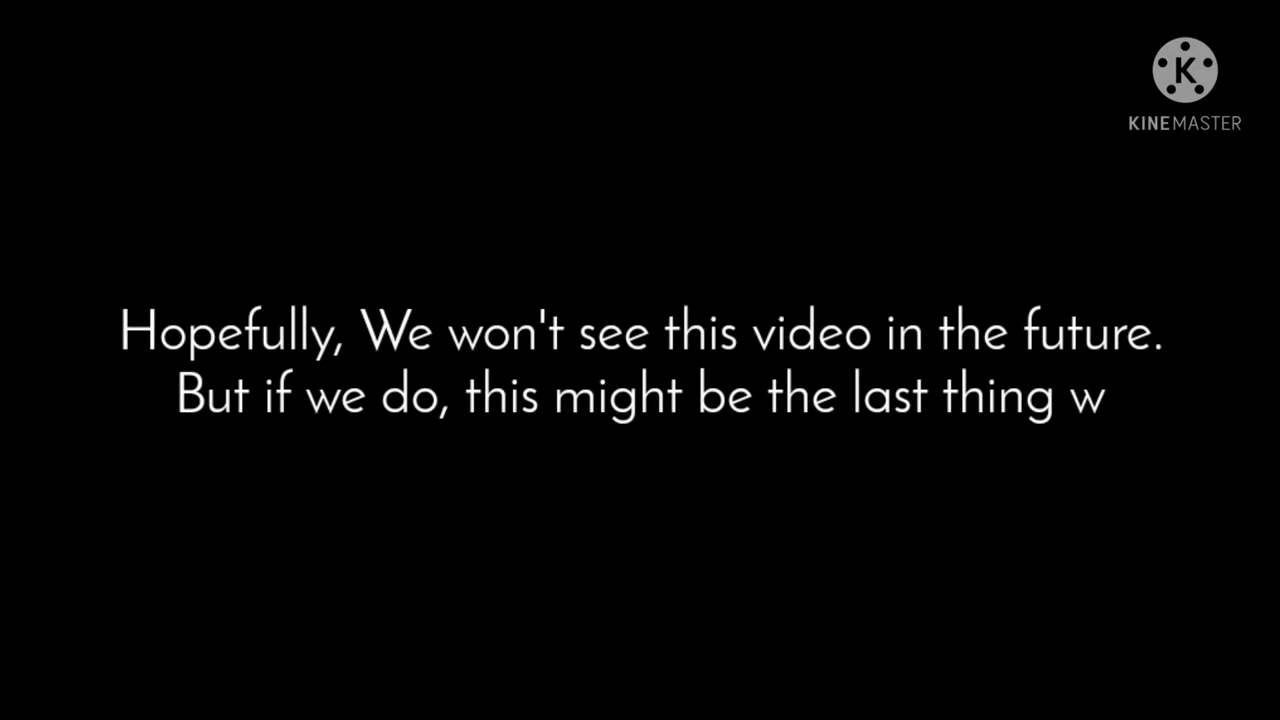 K
KINEMASTER
Hopefully, We won't see this video in the future.
But if we do, this might be the last thing w